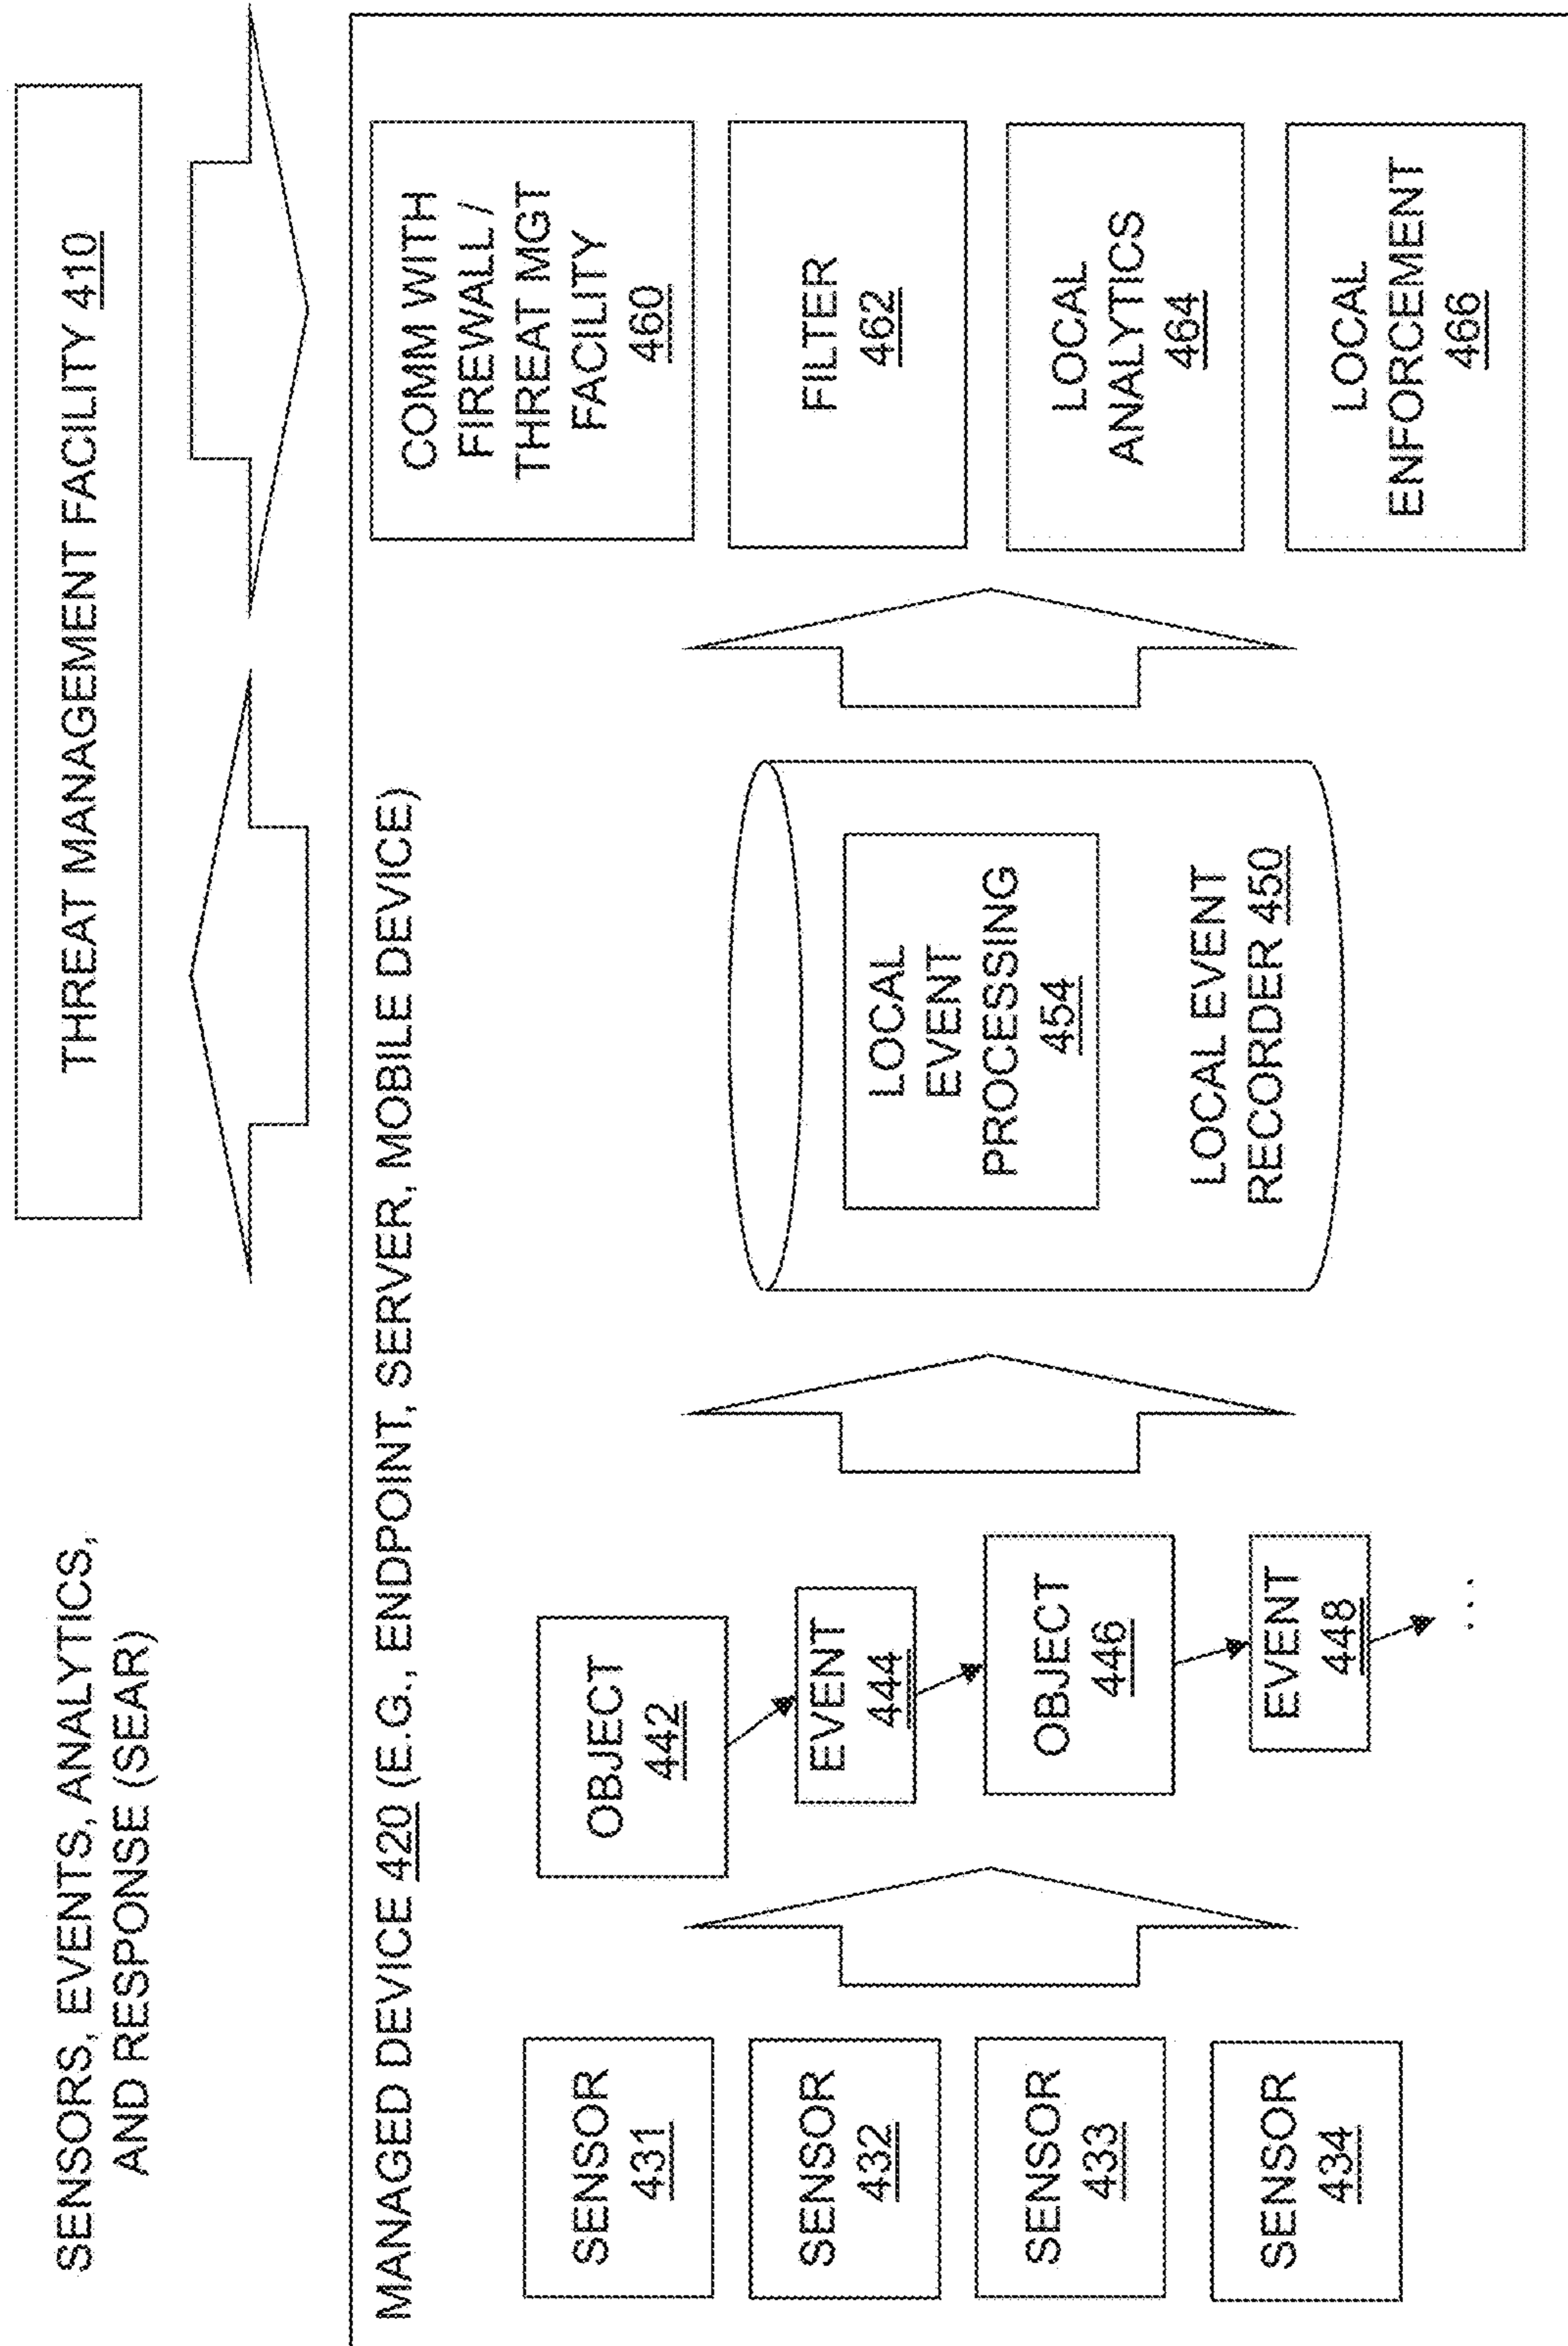 SENSORS, EVENTS, ANALYTICS,
AND RESPONSE (SEAR)
THREAT MANAGEMENT FACILITY 410
MANAGED DEVICE 420 (E.G., ENDPOINT, SERVER, MOBILE DEVICE)
SENSOR
431
SENSOR
432
SENSOR
433
SENSOR
434
OBJECT
442
EVENT
444
OBJECT
446
EVENT
448
...
LOCAL
EVENT
PROCESSING
454
LOCAL EVENT
RECORDER 450
COMM WITH
FIREWALL /
THREAT MGT
FACILITY
460
FILTER
462
LOCAL
ANALYTICS
464
LOCAL
ENFORCEMENT
466